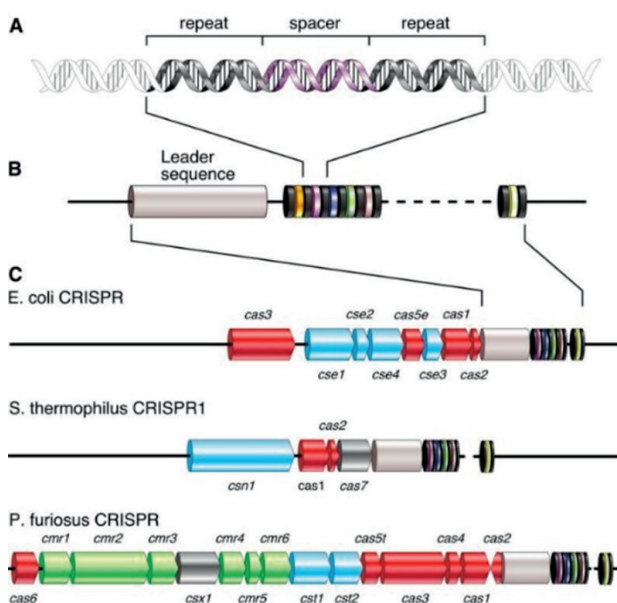 A
repeat spacer repeat
B
Leader
sequence
C
E. coli CRISPR
cas3 cse2 cas5e cas1
cse1 cse4 cse3 cas2
S. thermophilus CRISPR1
cas2
csn1 cas1 cas7
P. furiosus CRISPR
cmr1 cmr2 cmr3 cmr4 cmr6 cas5t cas4 cas2
cas6 csx1 cmr5 cst1 cst2 cas3 cas1